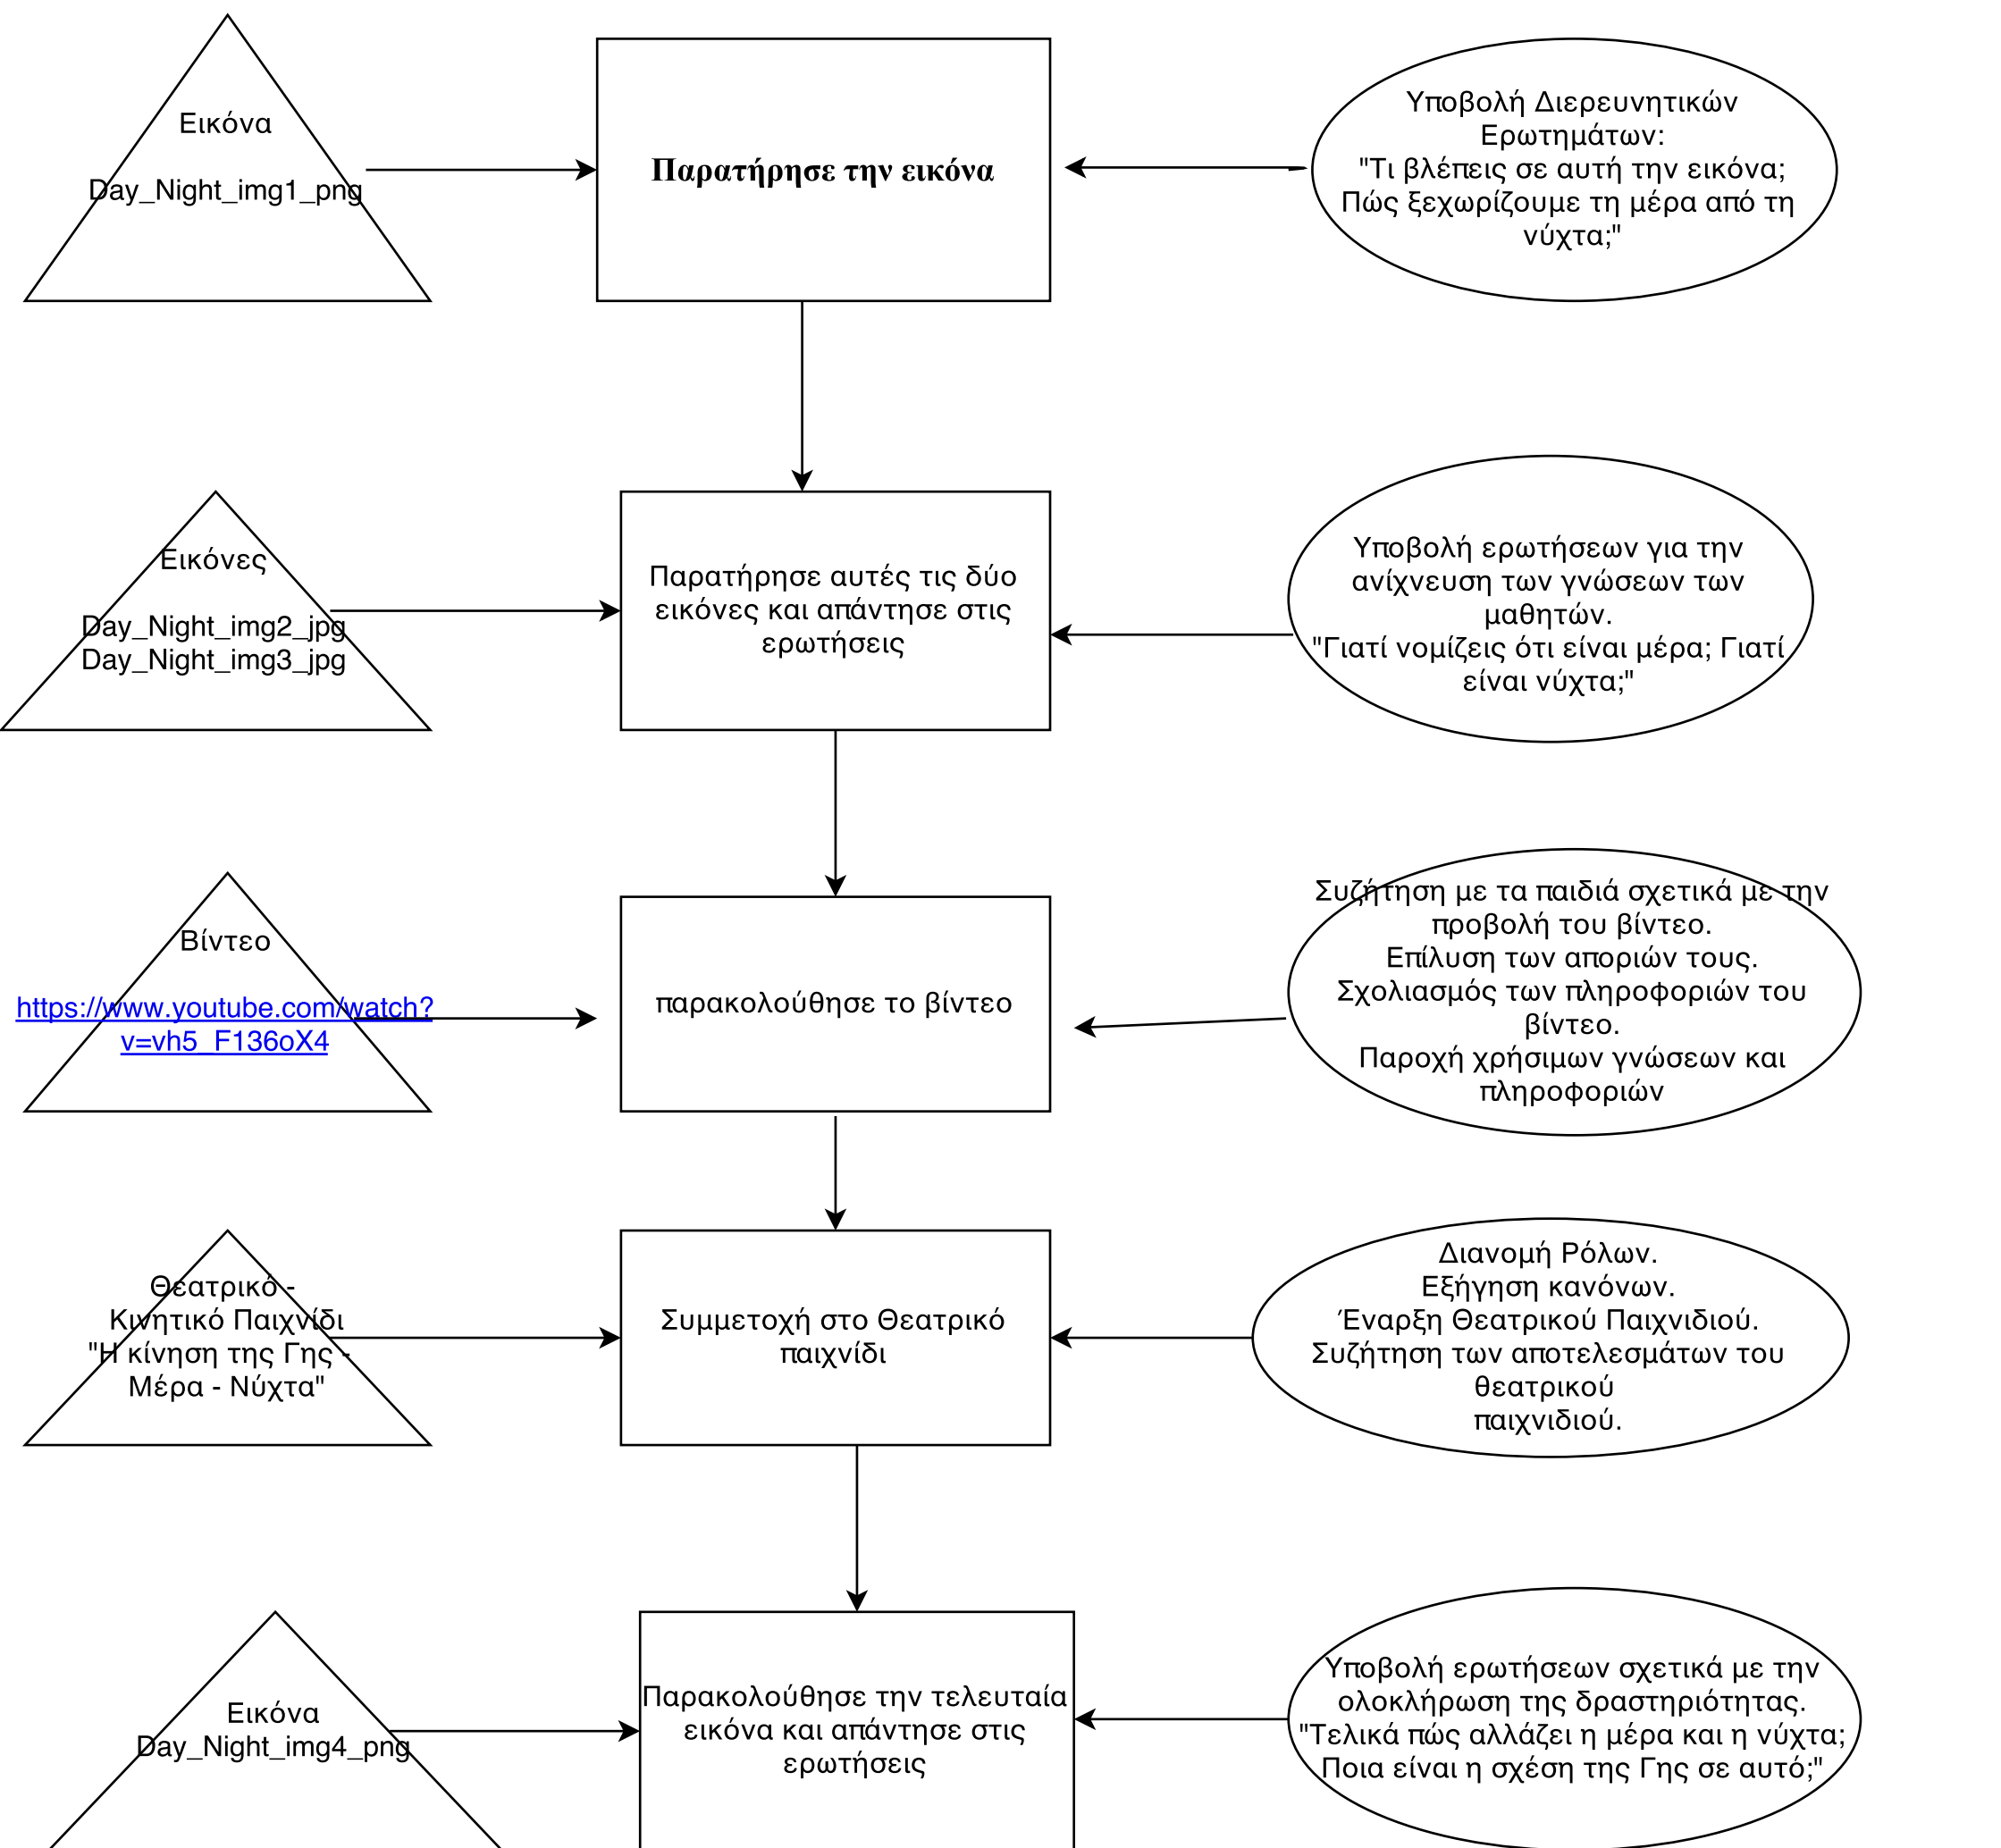 Εικόνα
Day_Night_img1_png
Παρατήρησε την εικόνα
Υποβολή Διερευνητικών
Ερωτημάτων:
"Τι βλέπεις σε αυτή την εικόνα;
Πώς ξεχωρίζουμε τη μέρα από τη
νύχτα;"
Εικόνες
Day_Night_img2_jpg
Day_Night_img3_jpg
Παρατήρησε αυτές τις δύο
εικόνες και απάντησε στις
ερωτήσεις
Υποβολή ερωτήσεων για την
ανίχνευση των γνώσεων των
μαθητών.
"Γιατί νομίζεις ότι είναι μέρα; Γιατί
είναι νύχτα;"
Βίντεο
https://www.youtube.com/watch?
v=vh5_F136oX4
παρακολούθησε το βίντεο
Συζήτηση με τα παιδιά σχετικά με την
προβολή του βίντεο.
Επίλυση των αποριών τους.
Σχολιασμός των πληροφοριών του
βίντεο.
Παροχή χρήσιμων γνώσεων και
πληροφοριών
Θεατρικό -
Κινητικό Παιχνίδι
"Η κίνηση της Γης -
Μέρα - Νύχτα"
Συμμετοχή στο Θεατρικό
παιχνίδι
Διανομή Ρόλων.
Εξήγηση κανόνων.
Έναρξη Θεατρικού Παιχνιδιού.
Συζήτηση των αποτελεσμάτων του
θεατρικού
παιχνιδιού.
Εικόνα
Day_Night_img4_png
Παρακολούθησε την τελευταία
εικόνα και απάντησε στις
ερωτήσεις
Υποβολή ερωτήσεων σχετικά με την
ολοκλήρωση της δραστηριότητας.
"Τελικά πώς αλλάζει η μέρα και η νύχτα;
Ποια είναι η σχέση της Γης σε αυτό;"